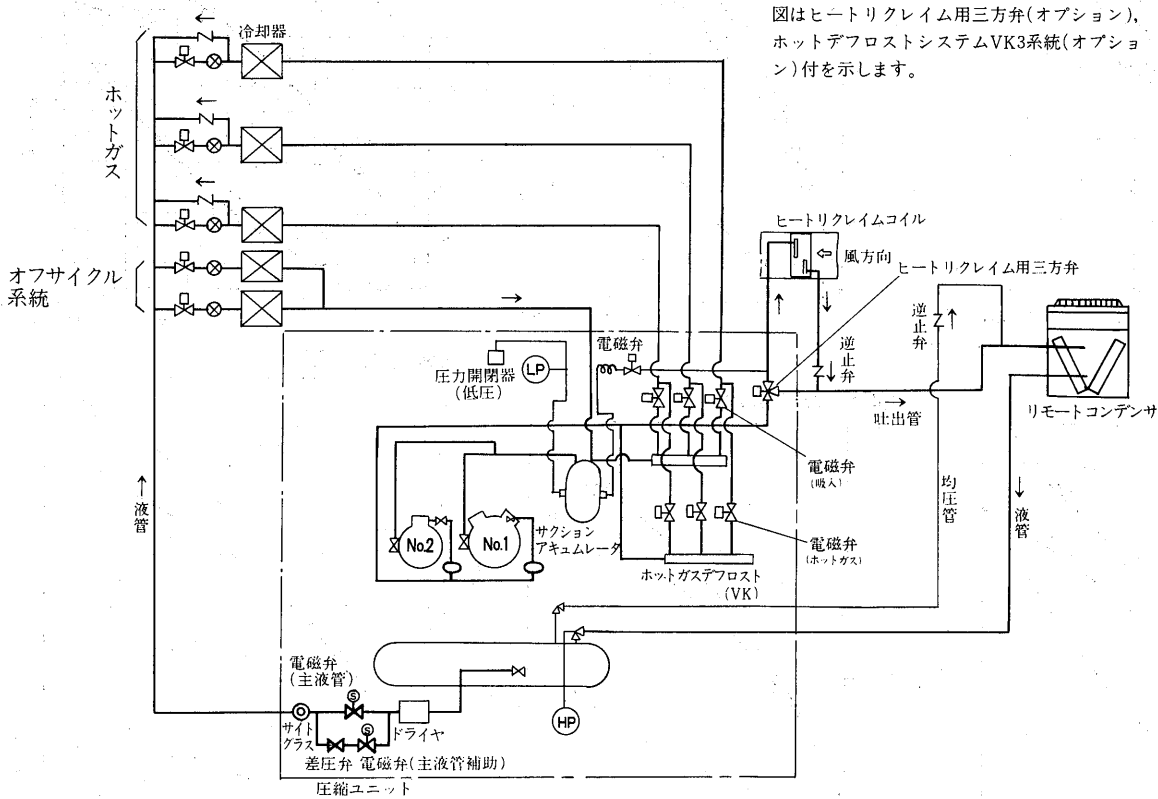 図はヒートリクレイム用三方弁(オプション),
ホットデフロストシステムVK3系統(オプショ
ン)付を示します。
冷却器
ホットガス
オフサイクル
系統
ヒートリクレイムコイル
風方向
ヒートリクレイム用三方弁
逆止弁
逆止弁
電磁弁
圧力開閉器
(低圧)
LP
吐出管
リモートコンデンサ
電磁弁
(吸入)
均圧管
液管
液管
No.2
No.1
サクション
アキュムレータ
電磁弁
(ホットガス)
ホットガスデフロスト
(VK)
電磁弁
(主液管)
S
HP
サイト
グラス
ドライヤ
S
差圧弁
電磁弁(主液管補助)
圧縮ユニット